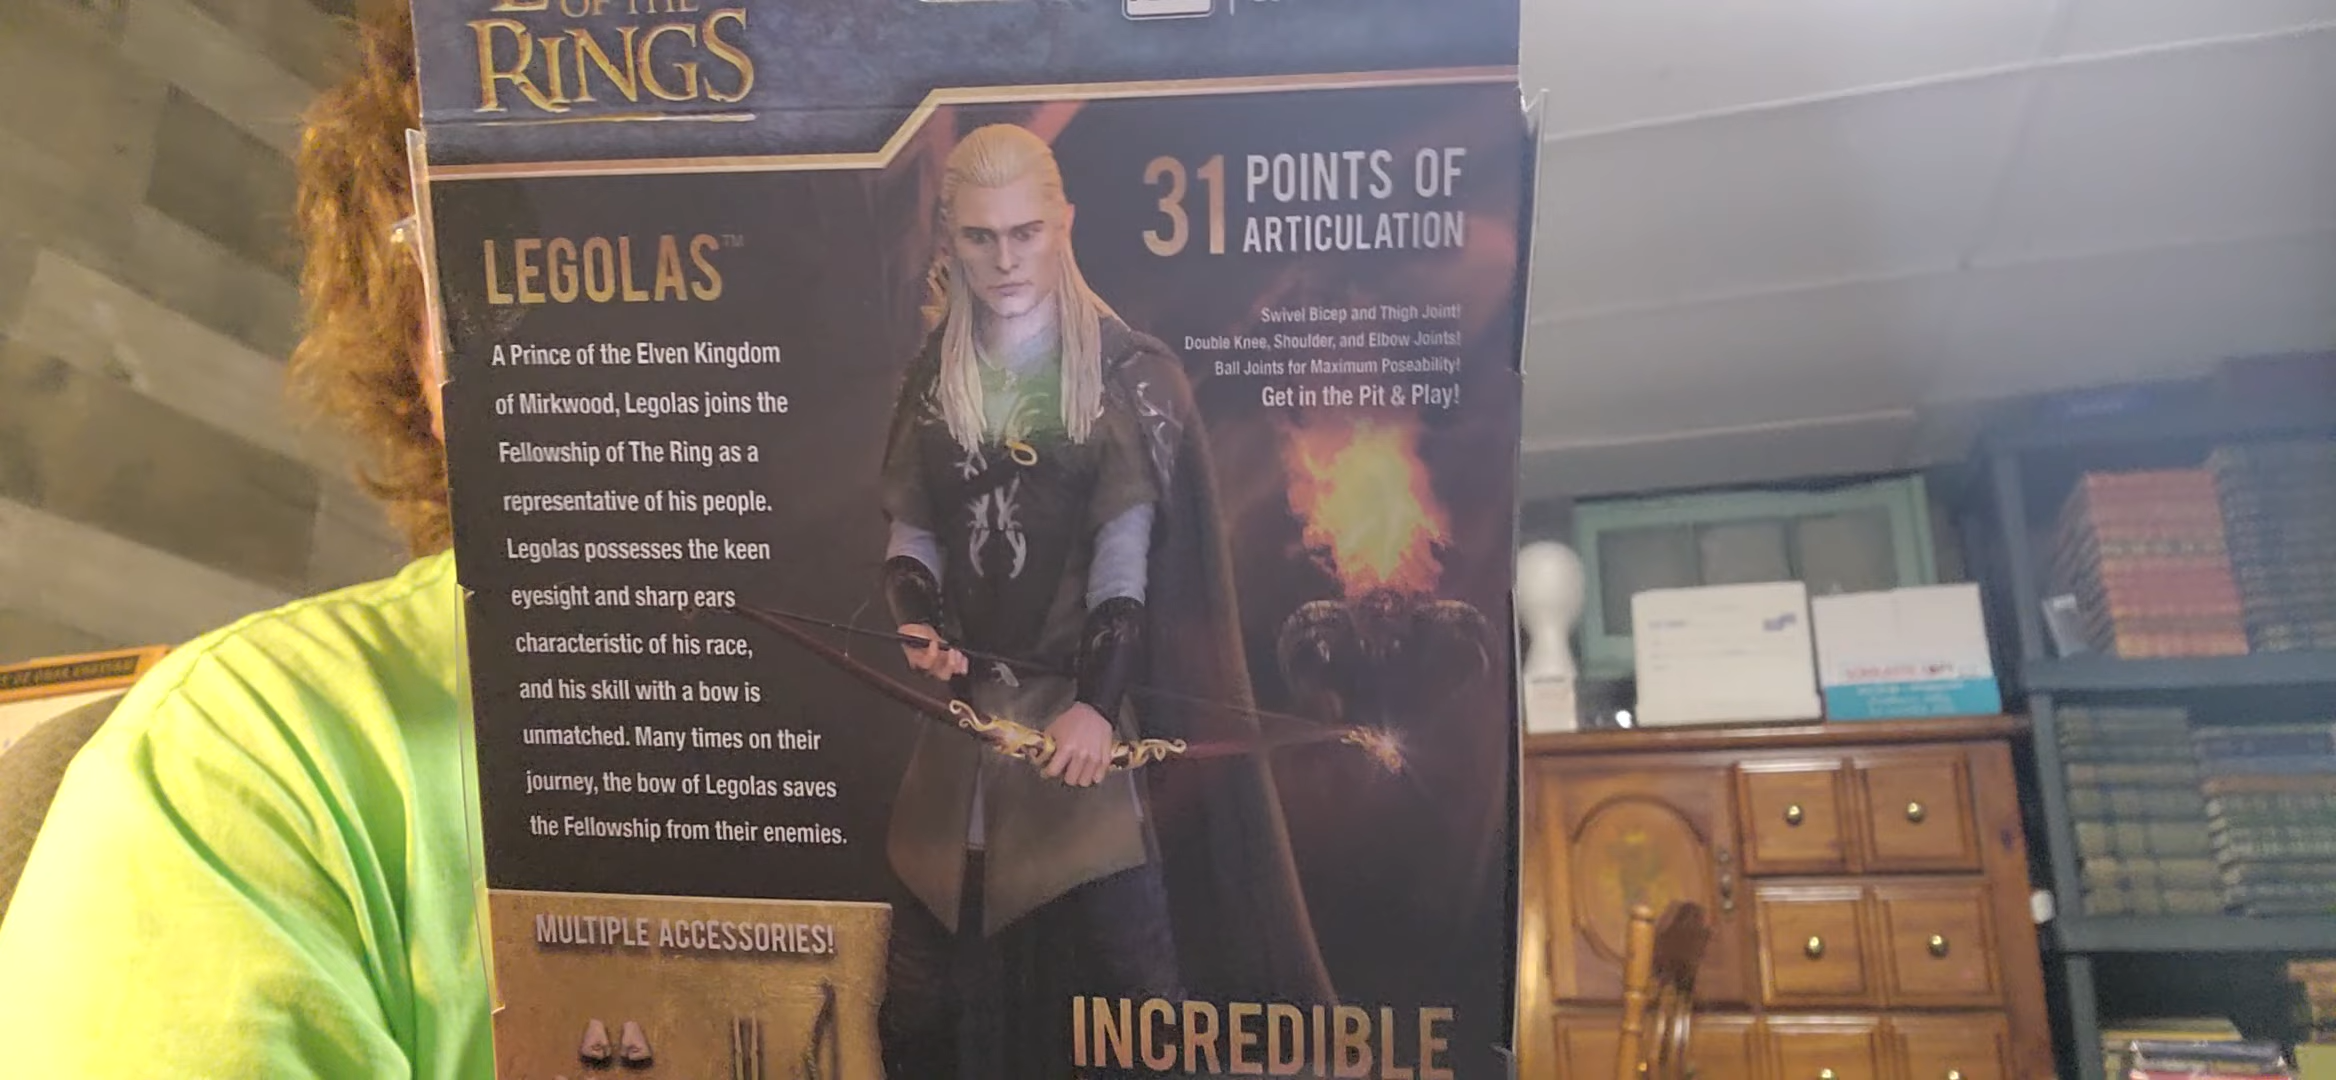 OF THE
RINGS
LEGOLAS™
A Prince of the Elven Kingdom
of Mirkwood, Legolas joins the
Fellowship of The Ring as a
representative of his people.
Legolas possesses the keen
eyesight and sharp ears
characteristic of his race,
and his skill with a bow is
unmatched. Many times on their
journey, the bow of Legolas saves
the Fellowship from their enemies.
31 POINTS OF
ARTICULATION
Swivel Bicep and Thigh Joint!
Double Knee, Shoulder, and Elbow Joints!
Ball Joints for Maximum Poseability!
Get in the Pit & Play!
MULTIPLE ACCESSORIES!
INCREDIBLE